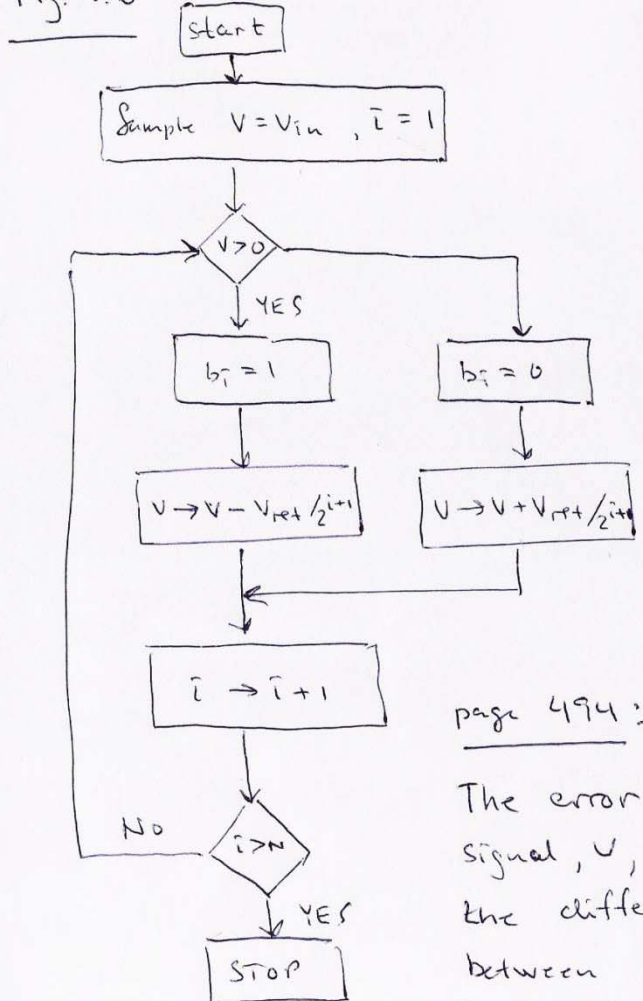 start
Sample V = Vin , i = 1
V>0
YES
bi = 1
bi = 0
V → V − Vref /2^i+1
V → V + Vref /2^i+1
i → i + 1
page 494 :
The error
signal , V ,
the diffe
between
No
i>N
YES
STOP